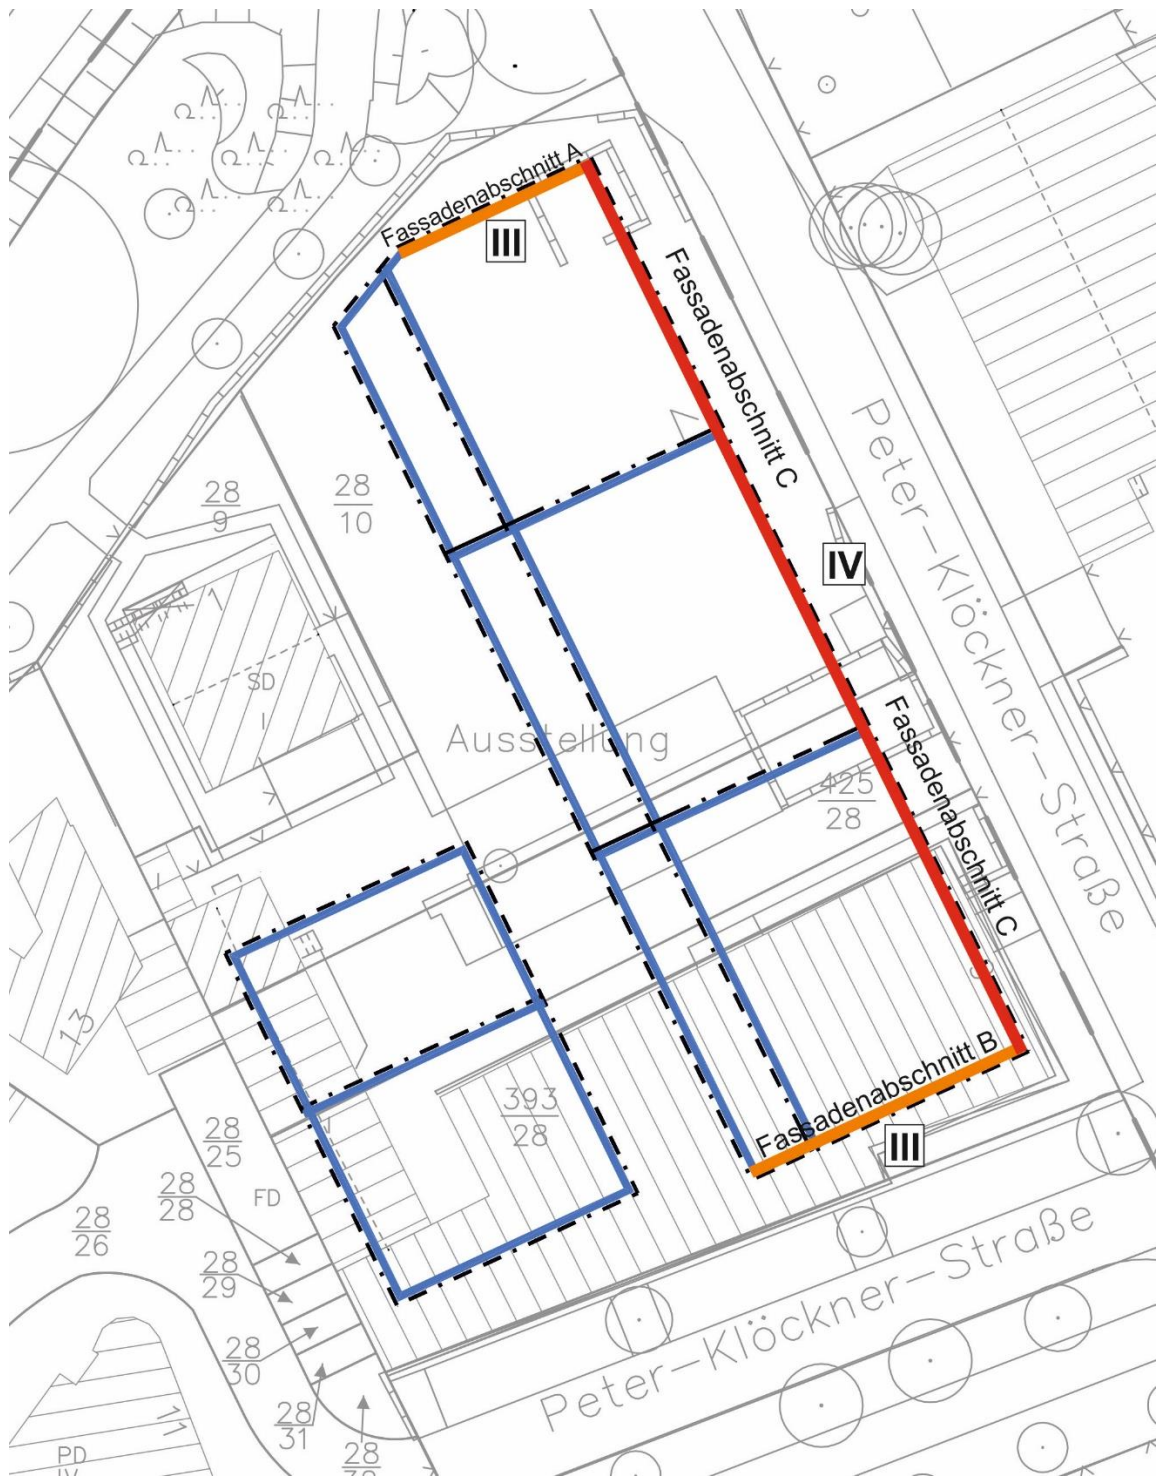 Fassadenabschnitt A
III
Fassadenabschnitt C
Peter-Klöckner-Straße
28
9
28
10
IV
1
SD
I
Ausstellung
Fassadenabschnitt C
425
28
13
Fassadenabschnitt B
III
393
28
28
25
28
28
FD
28
26
28
29
28
30
28
31
28
Peter-Klöckner-Straße
11
PD
IV